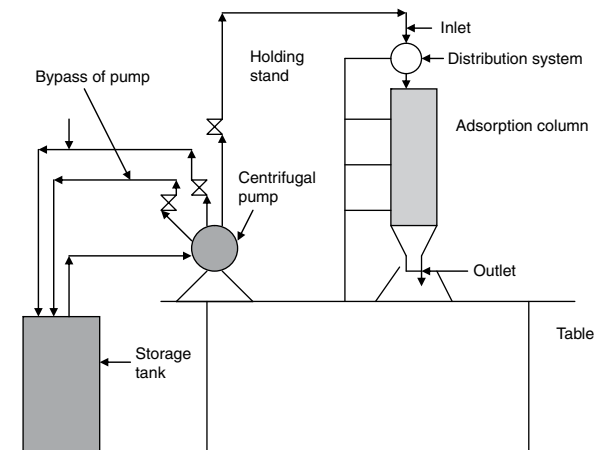 Inlet
Holding
stand
Distribution system
Bypass of pump
Adsorption column
Centrifugal
pump
Outlet
Table
Storage
tank